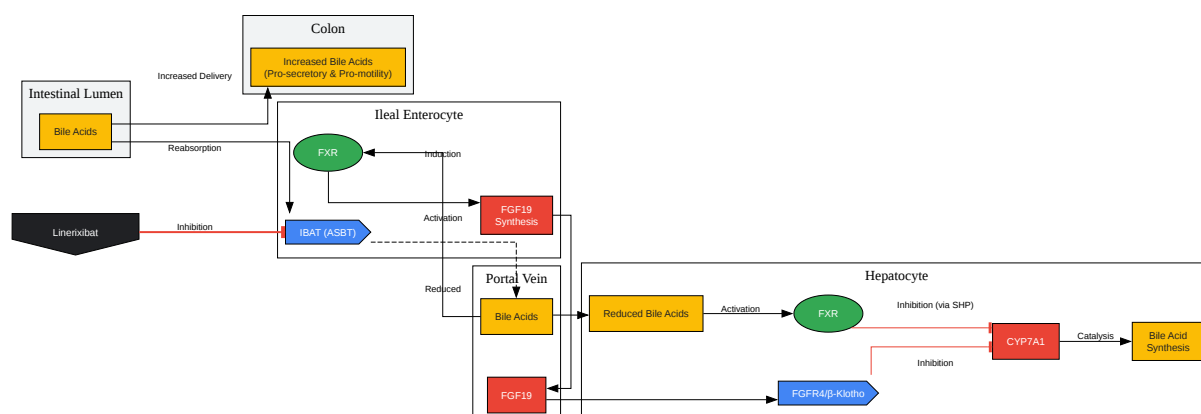 Colon
Increased Bile Acids
(Pro-secretory & Pro-motility)
Increased Delivery
Intestinal Lumen
Bile Acids
Reabsorption
Ileal Enterocyte
FXR
Induction
FGF19
Synthesis
Activation
Linerixibat
Inhibition
IBAT (ASBT)
Portal Vein
Reduced
Bile Acids
FGF19
Hepatocyte
Reduced Bile Acids
Activation
FXR
Inhibition (via SHP)
CYP7A1
Catalysis
Bile Acid
Synthesis
Inhibition
FGFR4/β-Klotho